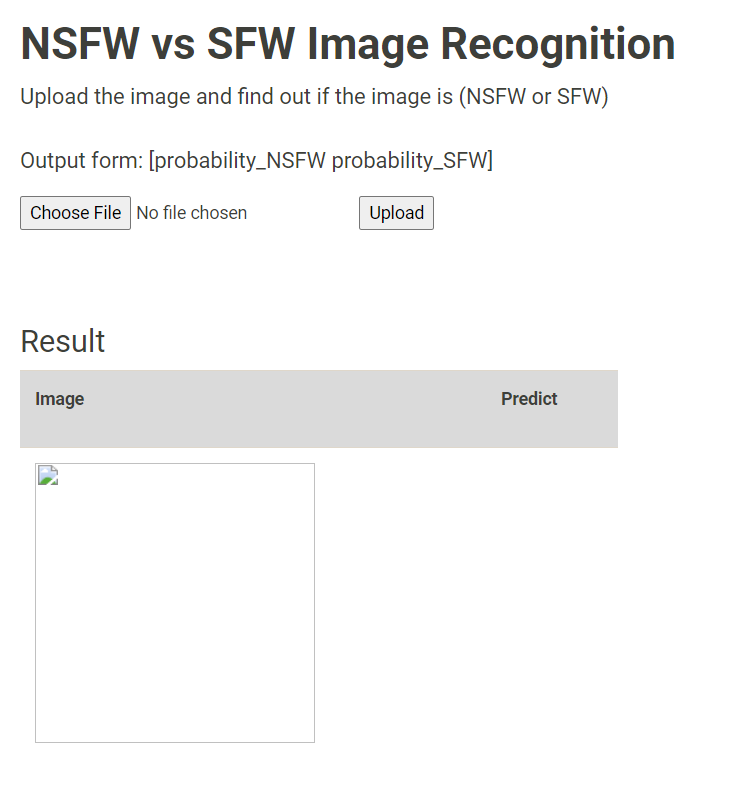 NSFW vs SFW Image Recognition
Upload the image and find out if the image is (NSFW or SFW)
Output form: [probability_NSFW probability_SFW]
Choose File No file chosen Upload
Result
Image Predict